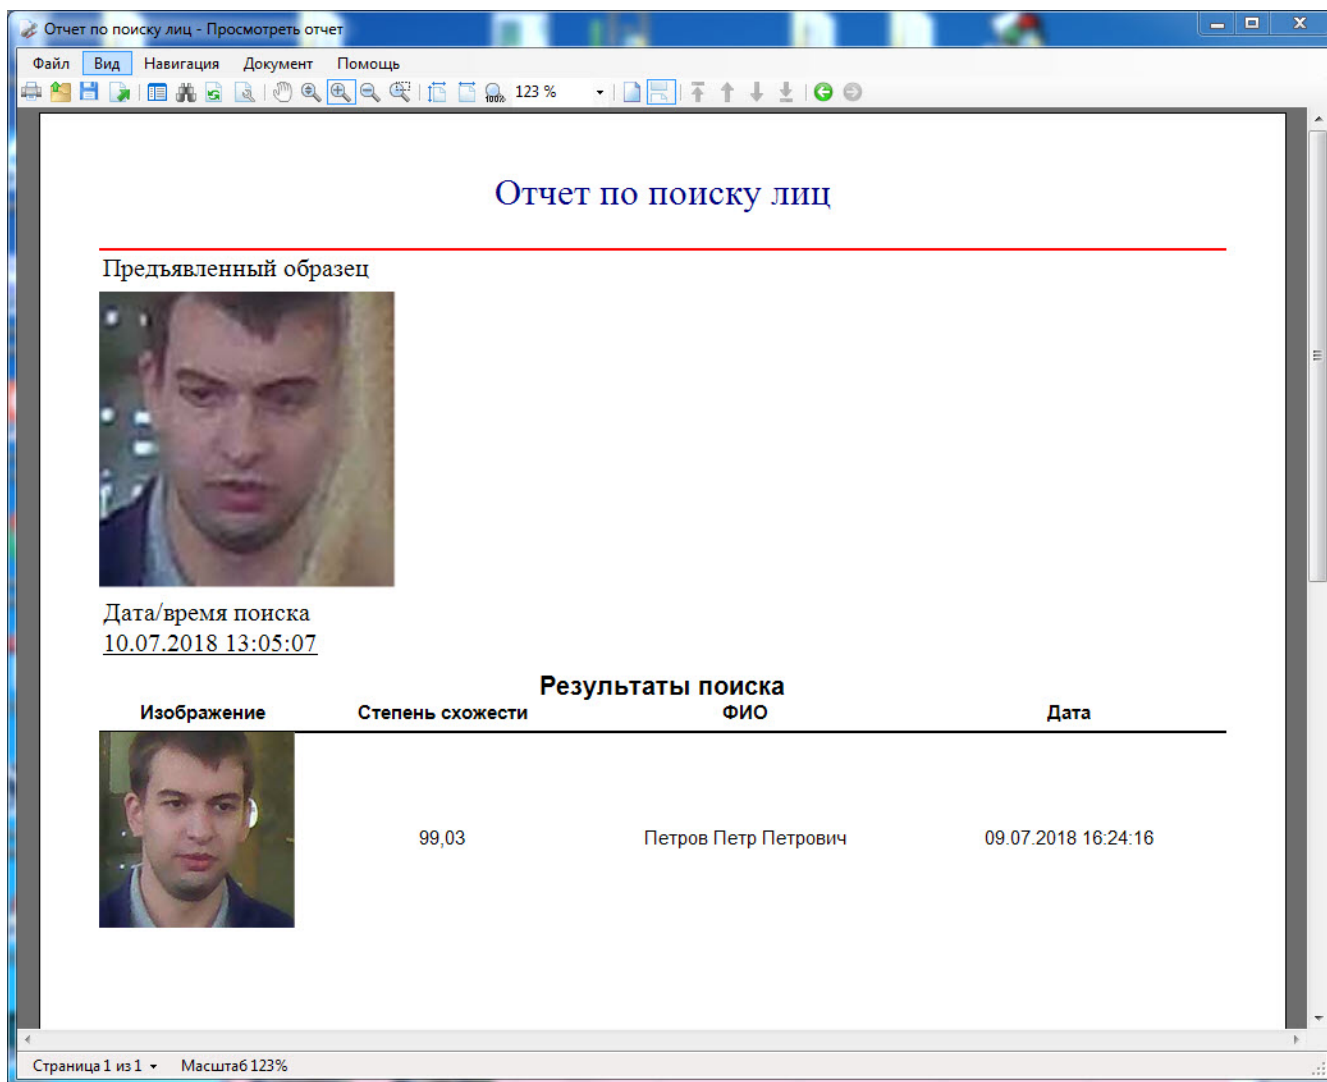 Отчет по поиску лиц - Просмотреть отчет
Файл Вид Навигация Документ Помощь
100% 123 %
Отчет по поиску лиц
Предъявленный образец
Дата/время поиска
10.07.2018 13:05:07
Результаты поиска
Изображение Степень схожести ФИО Дата
99,03 Петров Петр Петрович 09.07.2018 16:24:16
Страница 1 из 1 Масштаб 123%